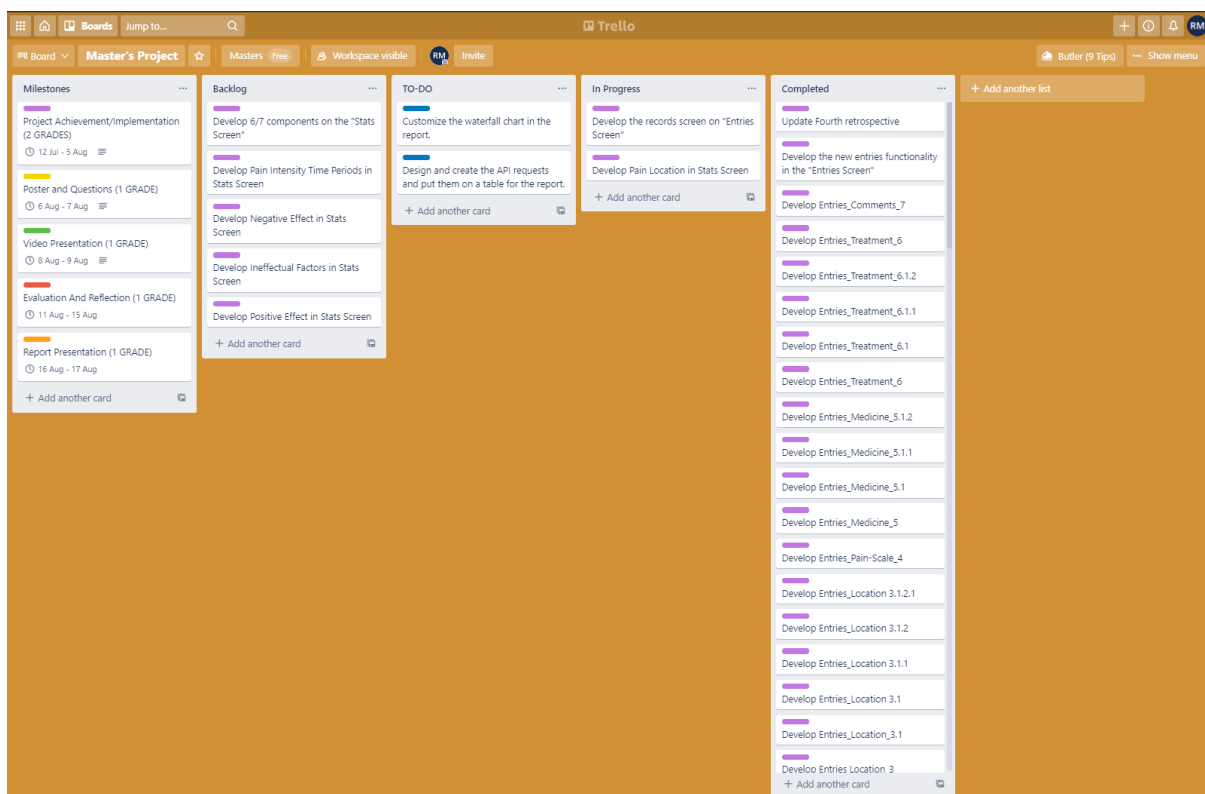 Boards
Jump to...
Trello
RM
Board
Master's Project
Masters Free
Workspace visible
RM
Invite
Butler (9 Tips)
... Show menu
Milestones
Project Achievement/Implementation
(2 GRADES)
12 Jul - 5 Aug
Poster and Questions (1 GRADE)
6 Aug - 7 Aug
Video Presentation (1 GRADE)
8 Aug - 9 Aug
Evaluation And Reflection (1 GRADE)
11 Aug - 15 Aug
Report Presentation (1 GRADE)
16 Aug - 17 Aug
+ Add another card
Backlog
Develop 6/7 components on the "Stats
Screen"
Develop Pain Intensity Time Periods in
Stats Screen
Develop Negative Effect in Stats
Screen
Develop Ineffectual Factors in Stats
Screen
Develop Positive Effect in Stats Screen
+ Add another card
TO-DO
Customize the waterfall chart in the
report.
Design and create the API requests
and put them on a table for the report.
+ Add another card
In Progress
Develop the records screen on "Entries
Screen"
Develop Pain Location in Stats Screen
+ Add another card
Completed
Update Fourth retrospective
Develop the new entries functionality
in the "Entries Screen"
Develop Entries_Comments_7
Develop Entries_Treatment_6
Develop Entries_Treatment_6.1.2
Develop Entries_Treatment_6.1.1
Develop Entries_Treatment_6.1
Develop Entries_Treatment_6
Develop Entries_Medicine_5.1.2
Develop Entries_Medicine_5.1.1
Develop Entries_Medicine_5.1
Develop Entries_Medicine_5
Develop Entries_Pain-Scale_4
Develop Entries_Location 3.1.2.1
Develop Entries_Location 3.1.2
Develop Entries_Location 3.1.1
Develop Entries_Location 3.1
Develop Entries_Location_3.1
Develop Entries Location 3
+ Add another card
+ Add another list